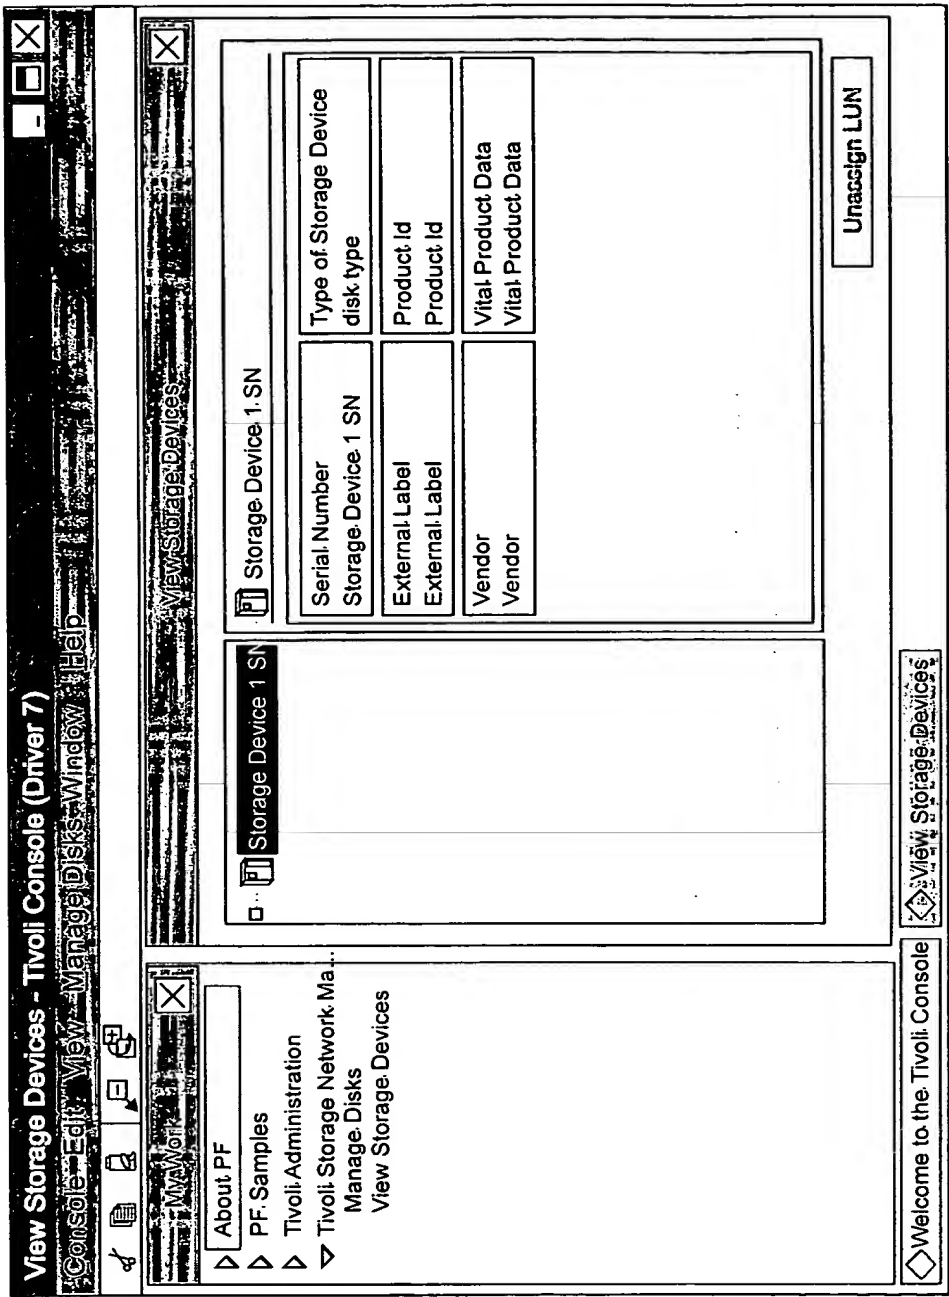 View Storage Devices - Tivoli Console (Driver 7)
Console Edit View Manage Disks Window Help
My Work
About PF
PF Samples
Tivoli Administration
Tivoli Storage Network Ma...
Manage Disks
View Storage Devices
View Storage Devices
Storage Device 1 SN
Storage Device 1 SN
Serial Number
Storage Device 1 SN
Type of Storage Device
disk type
External Label
External Label
Product Id
Product Id
Vendor
Vendor
Vital Product Data
Vital Product Data
Unassign LUN
Welcome to the Tivoli Console
View Storage Devices